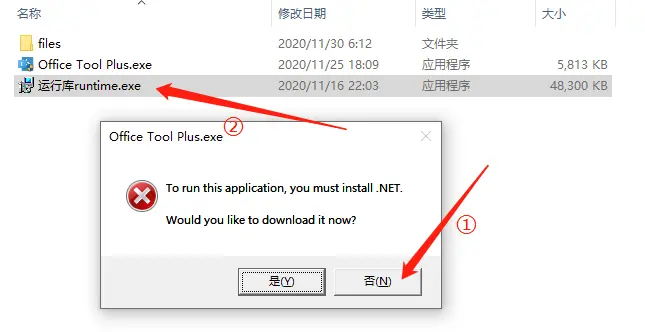 名称 修改日期 类型 大小
files 2020/11/30 6:12 文件夹
Office Tool Plus.exe 2020/11/25 18:09 应用程序 5,813 KB
运行库runtime.exe 2020/11/16 22:03 应用程序 48,300 KB
②
Office Tool Plus.exe
To run this application, you must install .NET.
Would you like to download it now?
①
是(Y) 否(N)